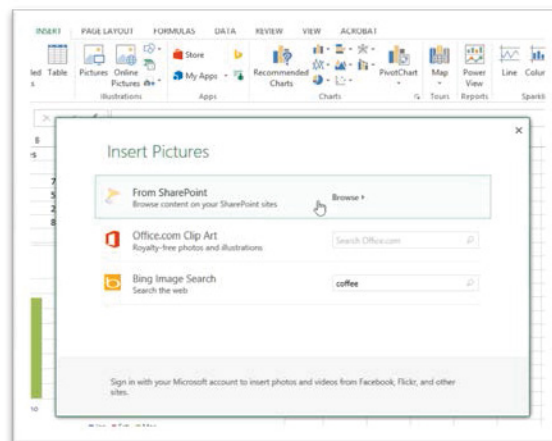 INSERT PAGE LAYOUT FORMULAS DATA REVIEW VIEW ACROBAT
Table Pictures Online Pictures Store My Apps Recommended Charts PivotChart Map Power View Line
Illustrations Apps Charts Tours Reports
Insert Pictures
From SharePoint
Browse content on your SharePoint sites
Browse
Office.com Clip Art
Royalty-free photos and illustrations
Search Office.com
Bing Image Search
Search the web
coffee
Sign in with your Microsoft account to insert photos and videos from Facebook, Flickr, and other
sites.